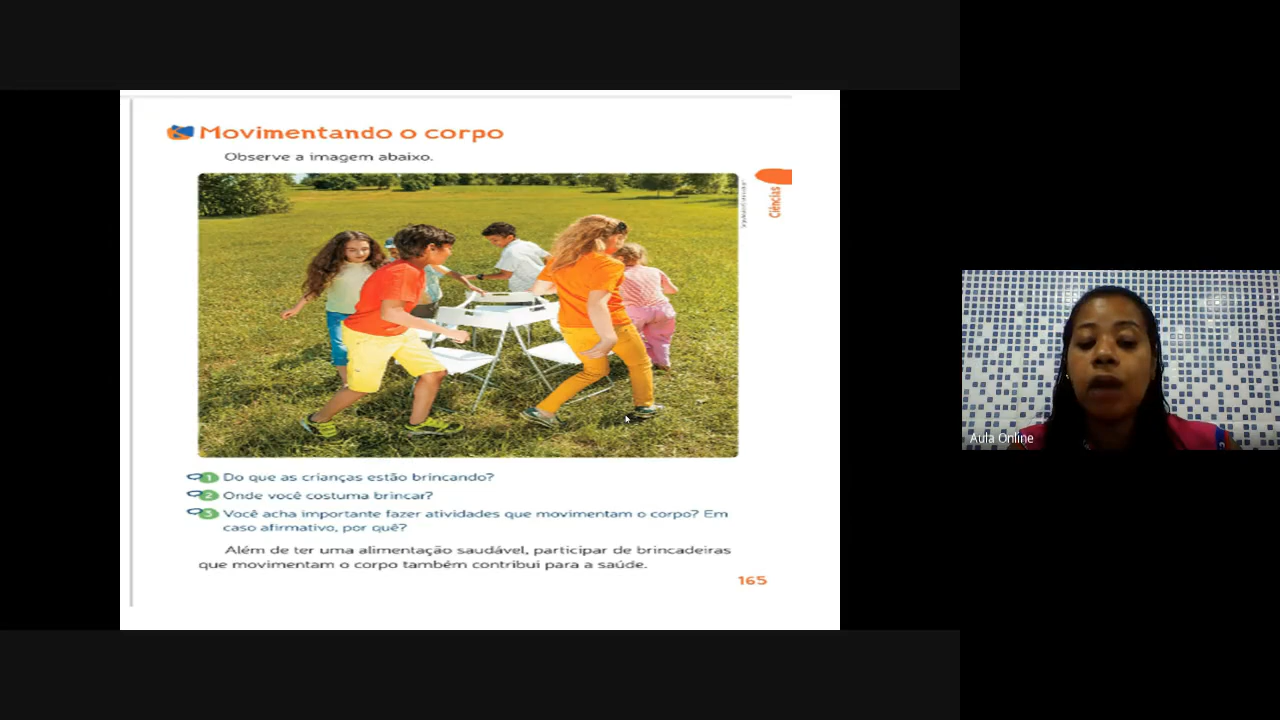 Movimentando o corpo
Observe a imagem abaixo.
Ciências
1 Do que as crianças estão brincando?
2 Onde você costuma brincar?
3 Você acha importante fazer atividades que movimentam o corpo? Em
caso afirmativo, por quê?
Além de ter uma alimentação saudável, participar de brincadeiras
que movimentam o corpo também contribui para a saúde.
165
Aula Online